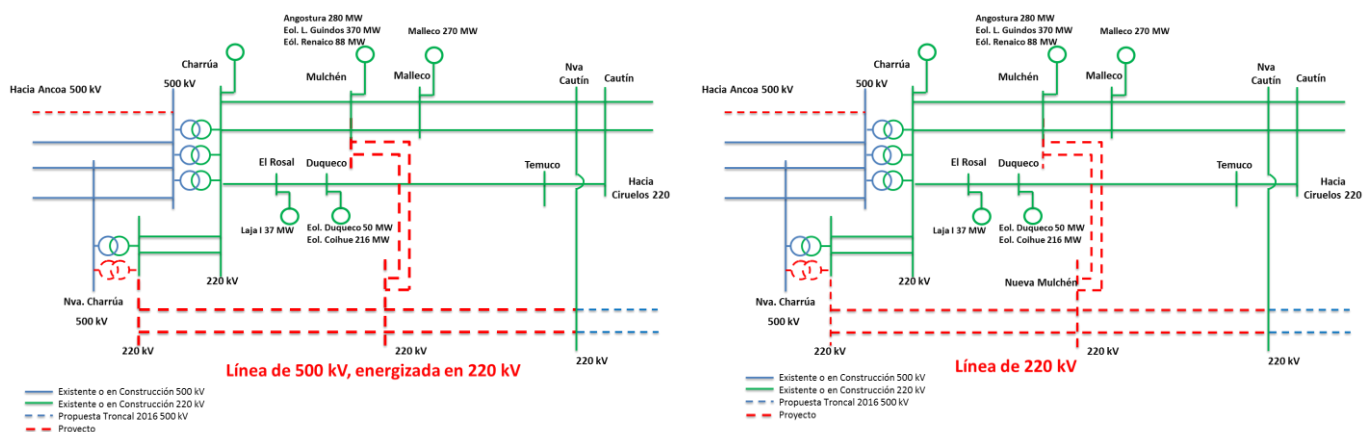 Angostura 280 MW
Eol. L. Guindos 370 MW
Eól. Renaico 88 MW
Malleco 270 MW
Charrúa
Mulchén
Malleco
Nva
Cautín
Cautín
Hacia Ancoa 500 kV
500 kV
El Rosal
Duqueco
Temuco
Hacia
Ciruelos 220
Laja I 37 MW
Eol. Duqueco 50 MW
Eol. Coihue 216 MW
220 kV
Nva. Charrúa
500 kV
220 kV
220 kV
220 kV
Línea de 500 kV, energizada en 220 kV
Existente o en Construcción 500 kV
Existente o en Construcción 220 kV
Propuesta Troncal 2016 500 kV
Proyecto
Angostura 280 MW
Eol. L. Guindos 370 MW
Eól. Renaico 88 MW
Malleco 270 MW
Charrúa
Mulchén
Malleco
Nva
Cautín
Cautín
Hacia Ancoa 500 kV
500 kV
El Rosal
Duqueco
Temuco
Hacia
Ciruelos 220
Laja I 37 MW
Eol. Duqueco 50 MW
Eol. Coihue 216 MW
220 kV
Nueva Mulchén
Nva. Charrúa
500 kV
220 kV
220 kV
220 kV
Línea de 220 kV
Existente o en Construcción 500 kV
Existente o en Construcción 220 kV
Propuesta Troncal 2016 500 kV
Proyecto